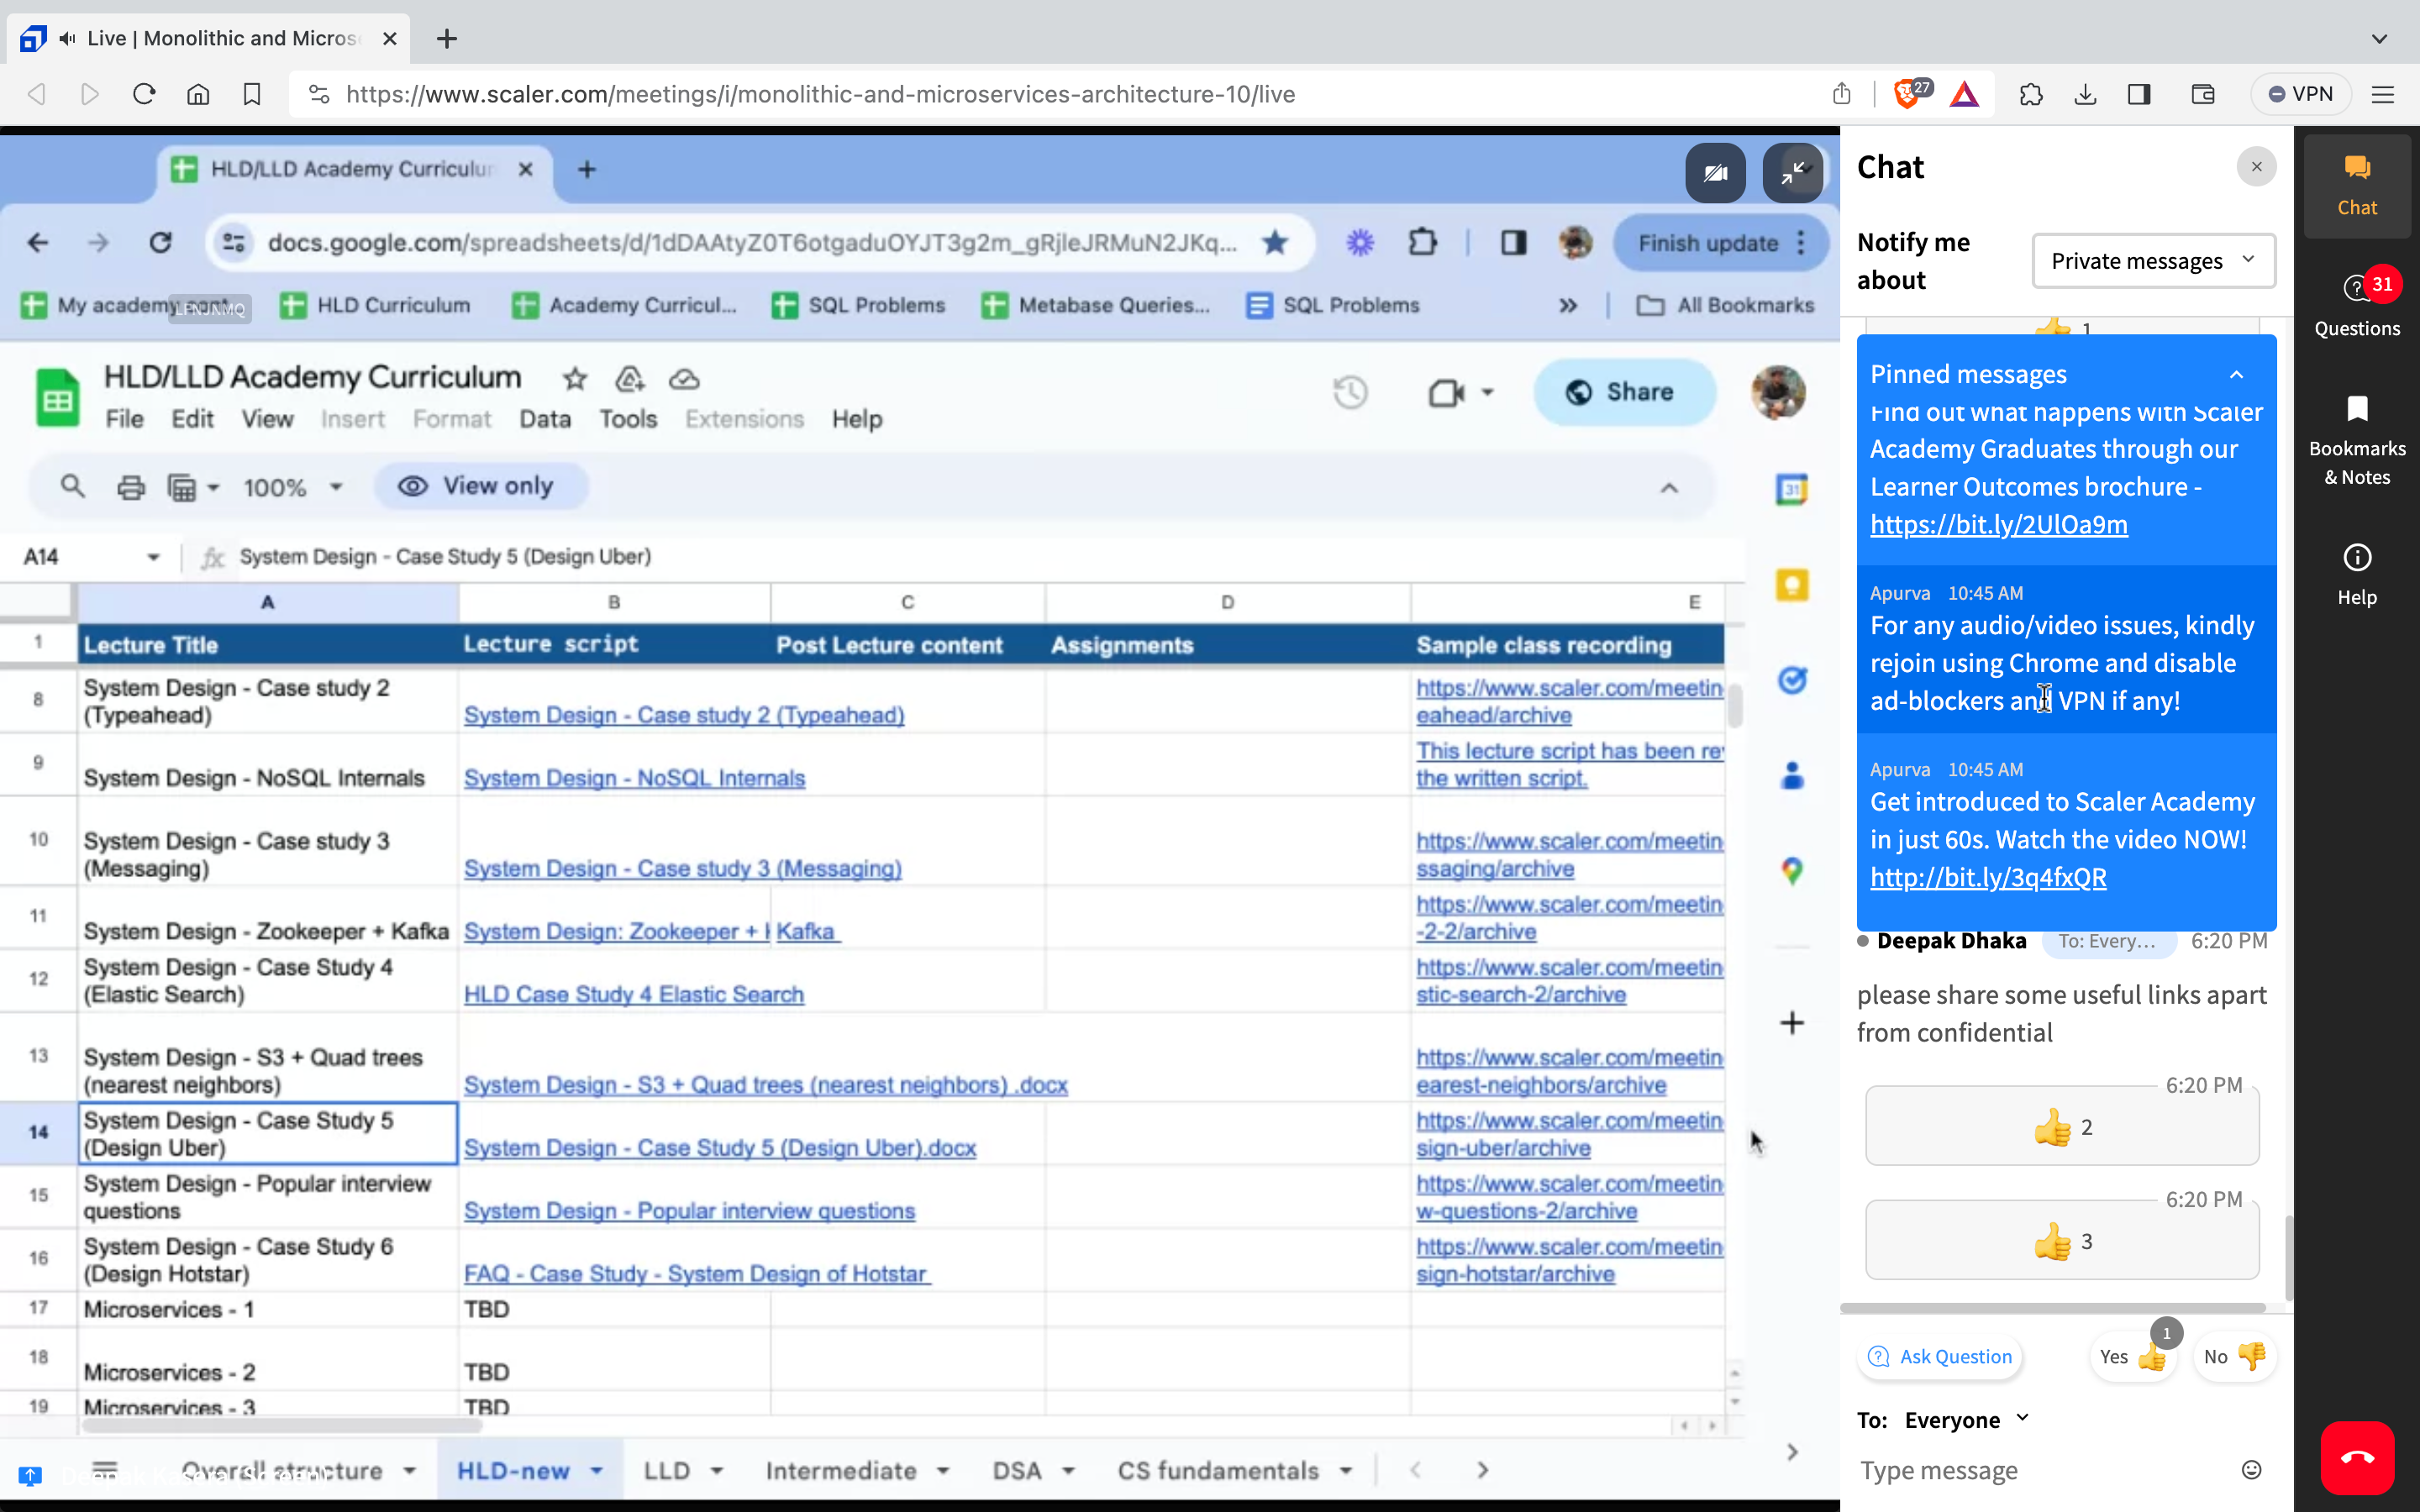 Live | Monolithic and Micros
https://www.scaler.com/meetings/i/monolithic-and-microservices-architecture-10/live
27
VPN
HLD/LLD Academy Curriculum
docs.google.com/spreadsheets/d/1dDAAtyZ0T6otgaduOYJT3g2m_gRjleJRMuN2JKq...
Finish update
My academy cont
LFNJNMQ
HLD Curriculum
Academy Curricul...
SQL Problems
Metabase Queries...
SQL Problems
All Bookmarks
HLD/LLD Academy Curriculum
File Edit View Insert Format Data Tools Extensions Help
Share
100%
View only
31
A14
fx System Design - Case Study 5 (Design Uber)
A B C D E
1 Lecture Title Lecture script Post Lecture content Assignments Sample class recording
8 System Design - Case study 2
(Typeahead)
System Design - Case study 2 (Typeahead)
https://www.scaler.com/meetin
eahead/archive
9 System Design - NoSQL Internals
System Design - NoSQL Internals
This lecture script has been re
the written script.
10 System Design - Case study 3
(Messaging)
System Design - Case study 3 (Messaging)
https://www.scaler.com/meetin
ssaging/archive
11 System Design - Zookeeper + Kafka
System Design: Zookeeper + K
Kafka
https://www.scaler.com/meetin
-2-2/archive
12 System Design - Case Study 4
(Elastic Search)
HLD Case Study 4 Elastic Search
https://www.scaler.com/meetin
stic-search-2/archive
13 System Design - S3 + Quad trees
(nearest neighbors)
System Design - S3 + Quad trees (nearest neighbors) .docx
https://www.scaler.com/meetin
earest-neighbors/archive
14 System Design - Case Study 5
(Design Uber)
System Design - Case Study 5 (Design Uber).docx
https://www.scaler.com/meetin
sign-uber/archive
15 System Design - Popular interview
questions
System Design - Popular interview questions
https://www.scaler.com/meetin
w-questions-2/archive
16 System Design - Case Study 6
(Design Hotstar)
FAQ - Case Study - System Design of Hotstar
https://www.scaler.com/meetin
sign-hotstar/archive
17 Microservices - 1 TBD
18 Microservices - 2 TBD
19 Microservices - 3 TBD
Overall structure
HLD-new
LLD
Intermediate
DSA
CS fundamentals
Chat
Notify me
about
Private messages
1
Pinned messages
Find out what happens with Scaler
Academy Graduates through our
Learner Outcomes brochure -
https://bit.ly/2UlOa9m
Apurva 10:45 AM
For any audio/video issues, kindly
rejoin using Chrome and disable
ad-blockers and VPN if any!
Apurva 10:45 AM
Get introduced to Scaler Academy
in just 60s. Watch the video NOW!
http://bit.ly/3q4fxQR
Deepak Dhaka To: Every... 6:20 PM
please share some useful links apart
from confidential
6:20 PM
2
6:20 PM
3
Ask Question
Yes
1
No
To: Everyone
Type message
Chat
31
Questions
Bookmarks
& Notes
Help